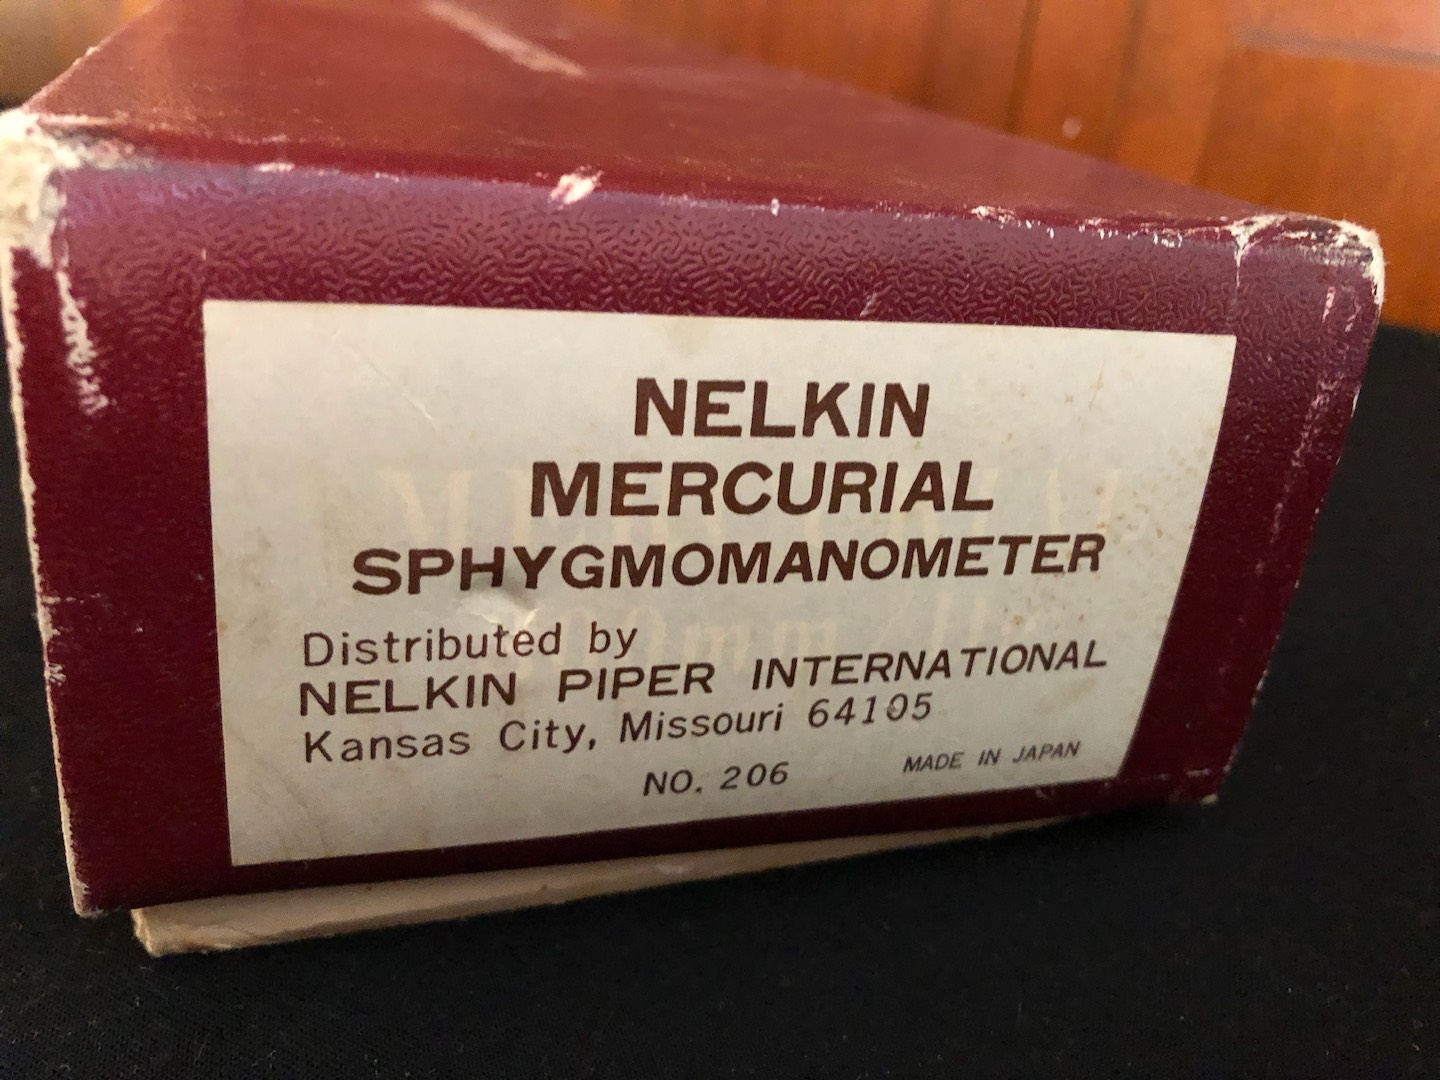 NELKIN
MERCURIAL
SPHYGMOMANOMETER
Distributed by
NELKIN PIPER INTERNATIONAL
Kansas City, Missouri 64105
NO. 206
MADE IN JAPAN